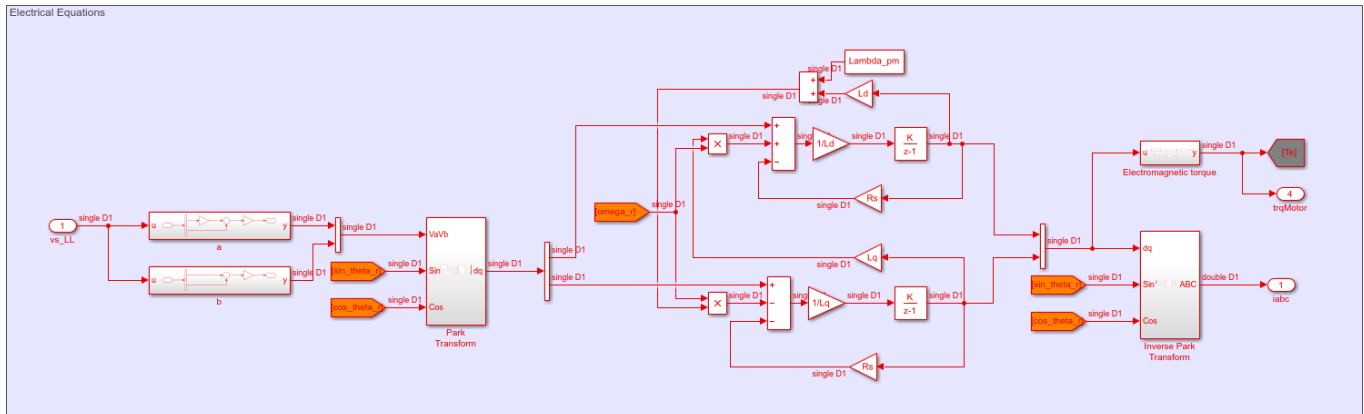 Electrical Equations
single D1
Lambda_pm
+
+
Ld
single D1
single D1
+
+
−
×
single D1
1/Ld
single D1
K
z-1
single D1
Rs
single D1
[omega_r]
single D1
Lq
single D1
×
single D1
+
−
−
1/Lq
single D1
K
z-1
single D1
Rs
single D1
1
vs_LL
single D1
u
y
a
single D1
u
y
b
single D1
single D1
VaVb
[sin_theta_r]
single D1
Sin
dq
[cos_theta_r]
single D1
Cos
Park
Transform
single D1
single D1
single D1
single D1
u
y
Electromagnetic torque
single D1
[Te]
4
trqMotor
dq
[sin_theta_r]
single D1
Sin
ABC
[cos_theta_r]
single D1
Cos
Inverse Park
Transform
double D1
1
iabc